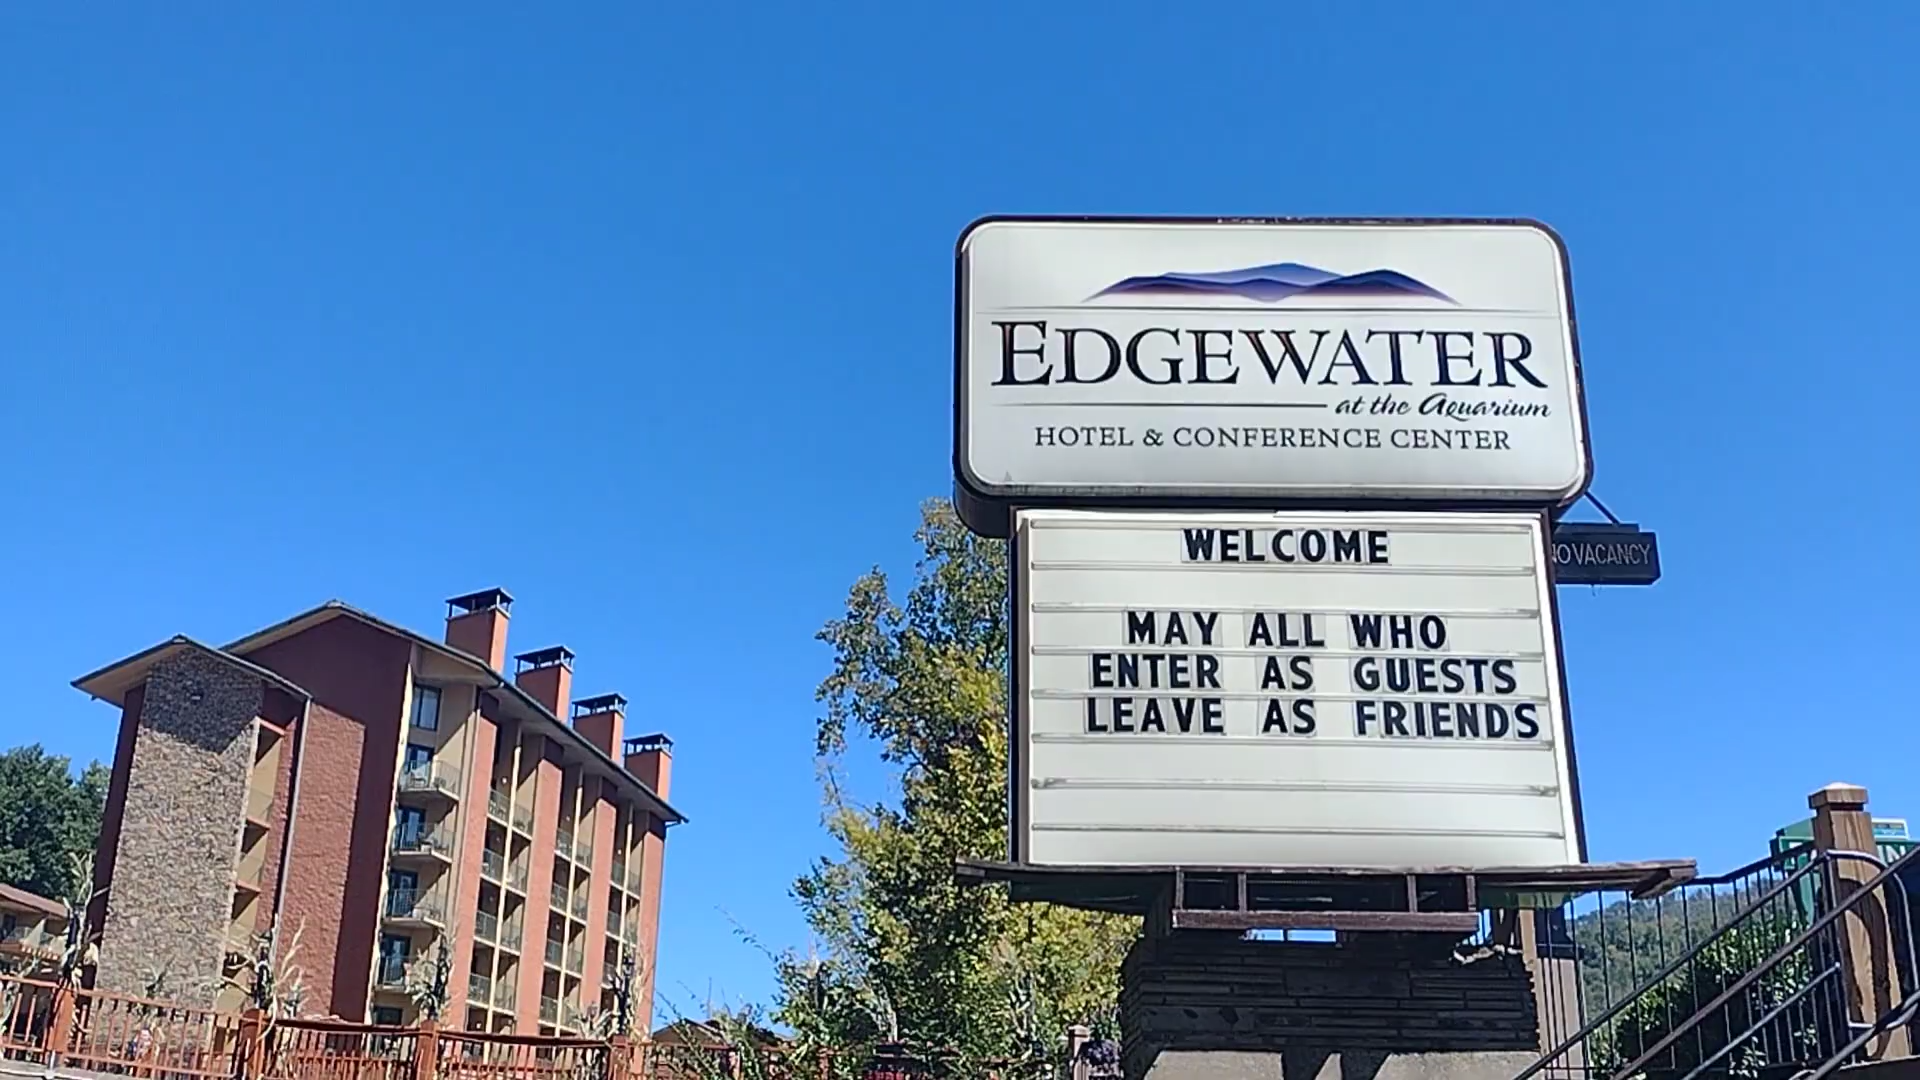 EDGEWATER
at the Aquarium
HOTEL & CONFERENCE CENTER
WELCOME
MAY ALL WHO
ENTER AS GUESTS
LEAVE AS FRIENDS
NO VACANCY